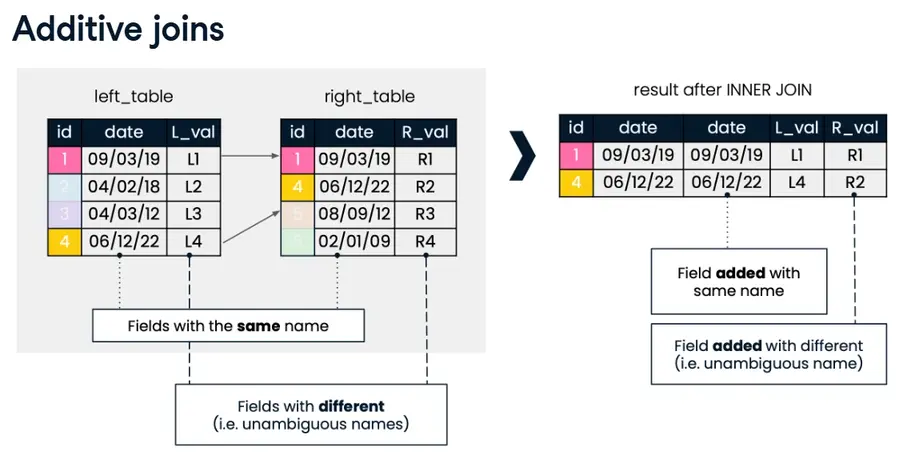 Additive joins
left_table
id date L_val
1 09/03/19 L1
2 04/02/18 L2
3 04/03/12 L3
4 06/12/22 L4
right_table
id date R_val
1 09/03/19 R1
4 06/12/22 R2
5 08/09/12 R3
02/01/09 R4
Fields with the same name
Fields with different
(i.e. unambiguous names)
result after INNER JOIN
id date date L_val R_val
1 09/03/19 09/03/19 L1 R1
4 06/12/22 06/12/22 L4 R2
Field added with
same name
Field added with different
(i.e. unambiguous name)